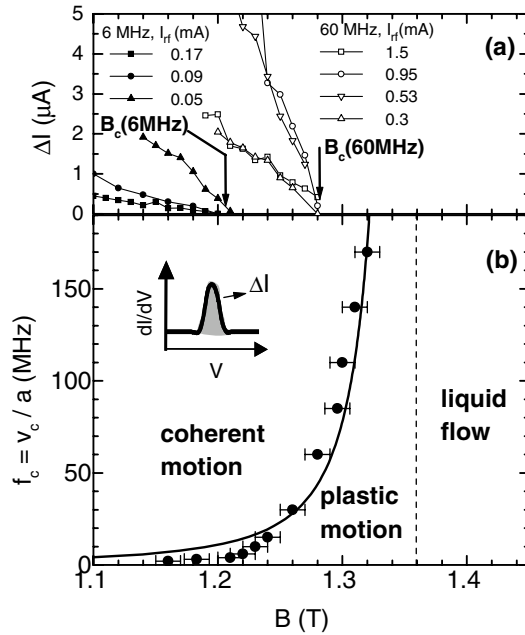 6 MHz, I_rf(mA)
0.17
0.09
0.05
60 MHz, I_rf(mA)
1.5
0.95
0.53
0.3
(a)
B_c(6MHz)
B_c(60MHz)
ΔI (μA)
5
4
3
2
1
0
(b)
dI/dV
ΔI
V
coherent
motion
plastic
motion
liquid
flow
f_c = v_c / a (MHz)
150
100
50
0
1.1
1.2
1.3
1.4
B (T)